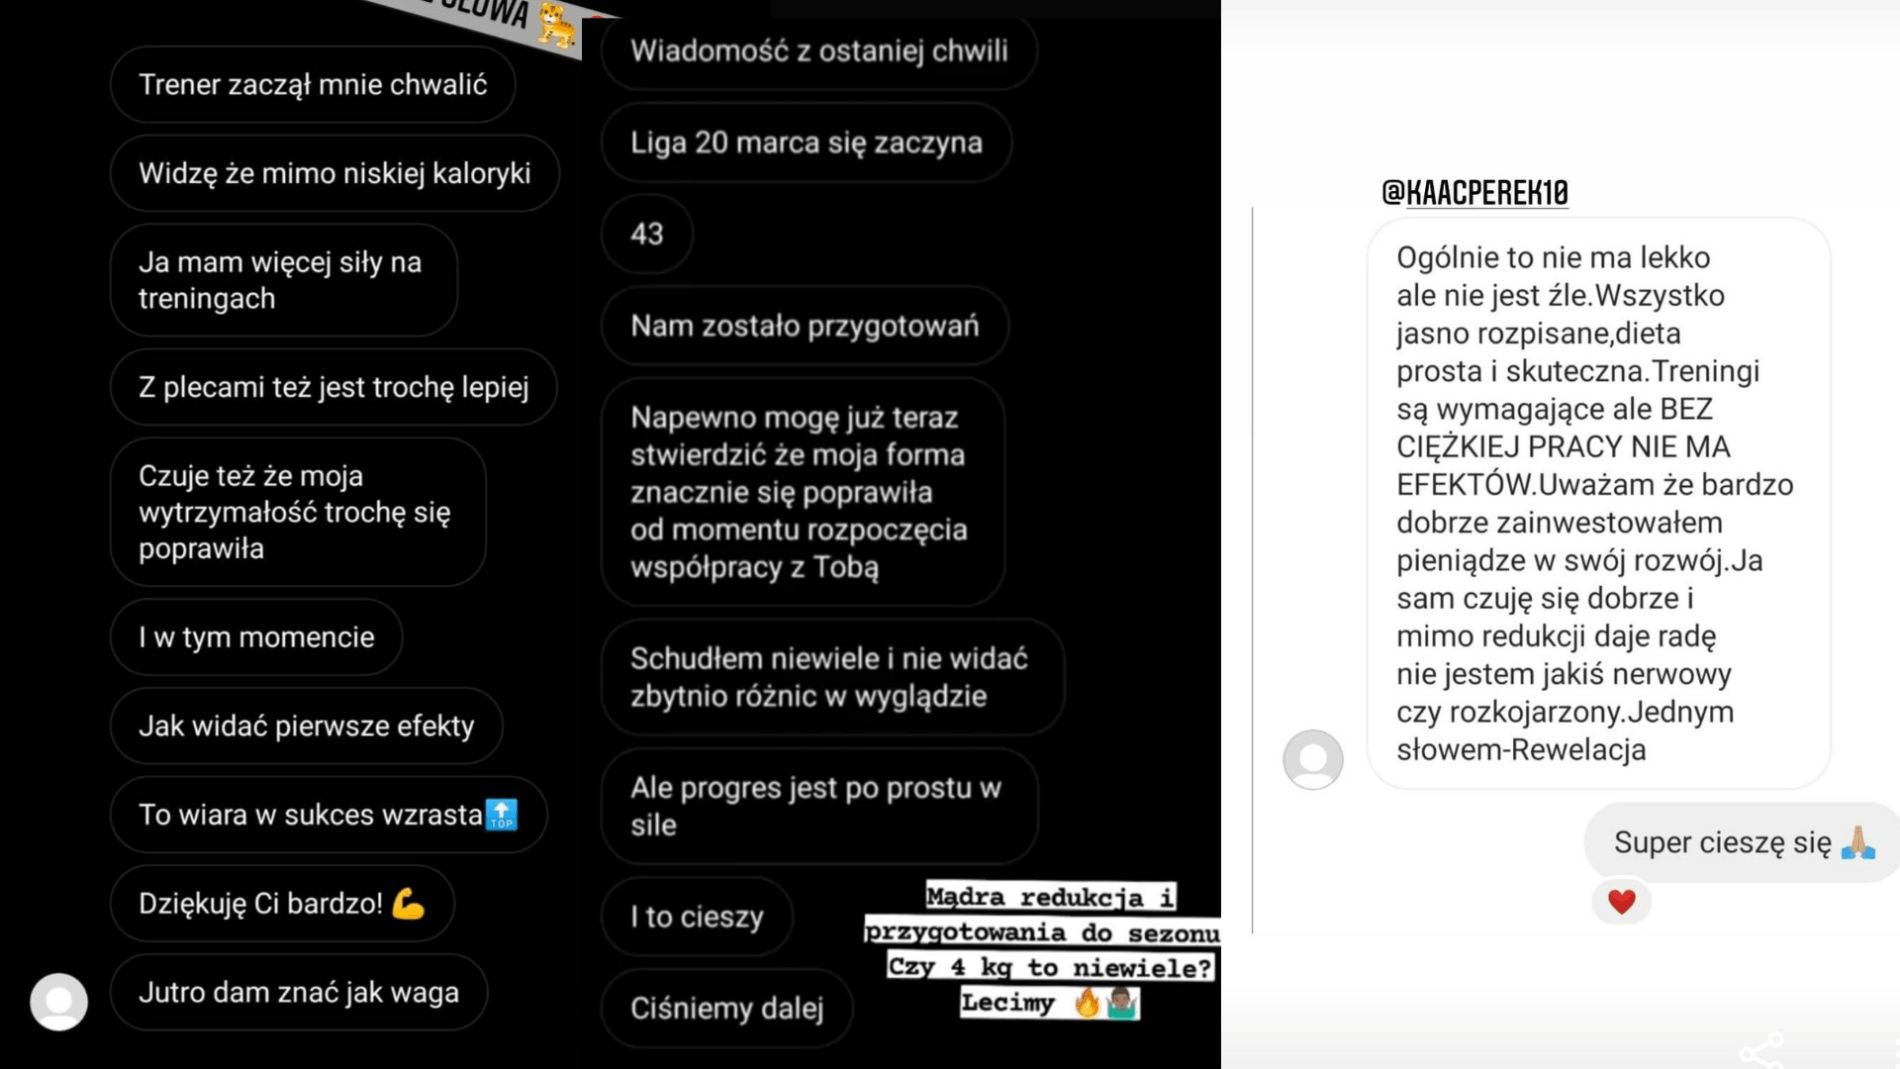 SŁOWA
Trener zaczął mnie chwalić
Widzę że mimo niskiej kaloryki
Ja mam więcej siły na
treningach
Z plecami też jest trochę lepiej
Czuje też że moja
wytrzymałość trochę się
poprawiła
I w tym momencie
Jak widać pierwsze efekty
To wiara w sukces wzrasta🔝
Dziękuję Ci bardzo! 💪
Jutro dam znać jak waga
Wiadomość z ostaniej chwili
Liga 20 marca się zaczyna
43
Nam zostało przygotowań
Napewno mogę już teraz
stwierdzić że moja forma
znacznie się poprawiła
od momentu rozpoczęcia
współpracy z Tobą
Schudłem niewiele i nie widać
zbytnio różnic w wyglądzie
Ale progres jest po prostu w
sile
I to cieszy
Ciśniemy dalej
Mądra redukcja i
przygotowania do sezonu
Czy 4 kg to niewiele?
Lecimy 🔥🤷🏽‍♂️
@KAACPEREK10
Ogólnie to nie ma lekko
ale nie jest źle.Wszystko
jasno rozpisane,dieta
prosta i skuteczna.Treningi
są wymagające ale BEZ
CIĘŻKIEJ PRACY NIE MA
EFEKTÓW.Uważam że bardzo
dobrze zainwestowałem
pieniądze w swój rozwój.Ja
sam czuję się dobrze i
mimo redukcji daje radę
nie jestem jakiś nerwowy
czy rozkojarzony.Jednym
słowem-Rewelacja
Super cieszę się 🙏🏼